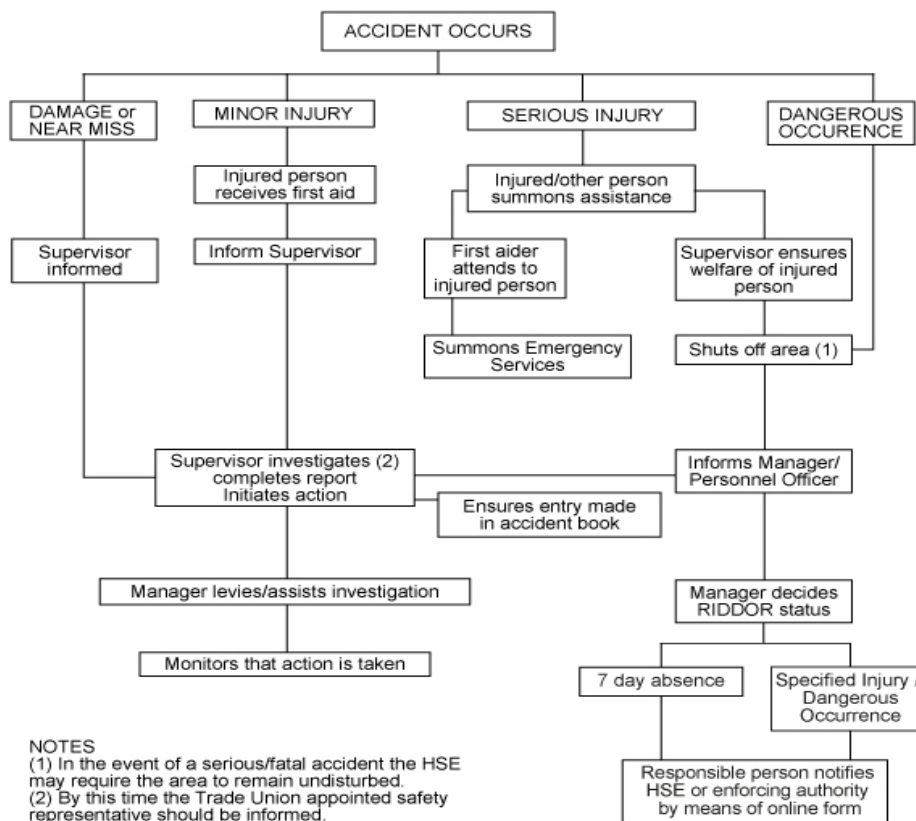 ACCIDENT OCCURS
DAMAGE or
NEAR MISS
MINOR INJURY
SERIOUS INJURY
DANGEROUS
OCCURENCE
Injured person
receives first aid
Injured/other person
summons assistance
Supervisor
informed
Inform Supervisor
First aider
attends to
injured person
Supervisor ensures
welfare of injured
person
Summons Emergency
Services
Shuts off area (1)
Supervisor investigates (2)
completes report
Initiates action
Informs Manager/
Personnel Officer
Ensures entry made
in accident book
Manager levies/assists investigation
Manager decides
RIDDOR status
Monitors that action is taken
7 day absence
Specified Injury /
Dangerous
Occurrence
NOTES
(1) In the event of a serious/fatal accident the HSE
may require the area to remain undisturbed.
(2) By this time the Trade Union appointed safety
representative should be informed.
Responsible person notifies
HSE or enforcing authority
by means of online form